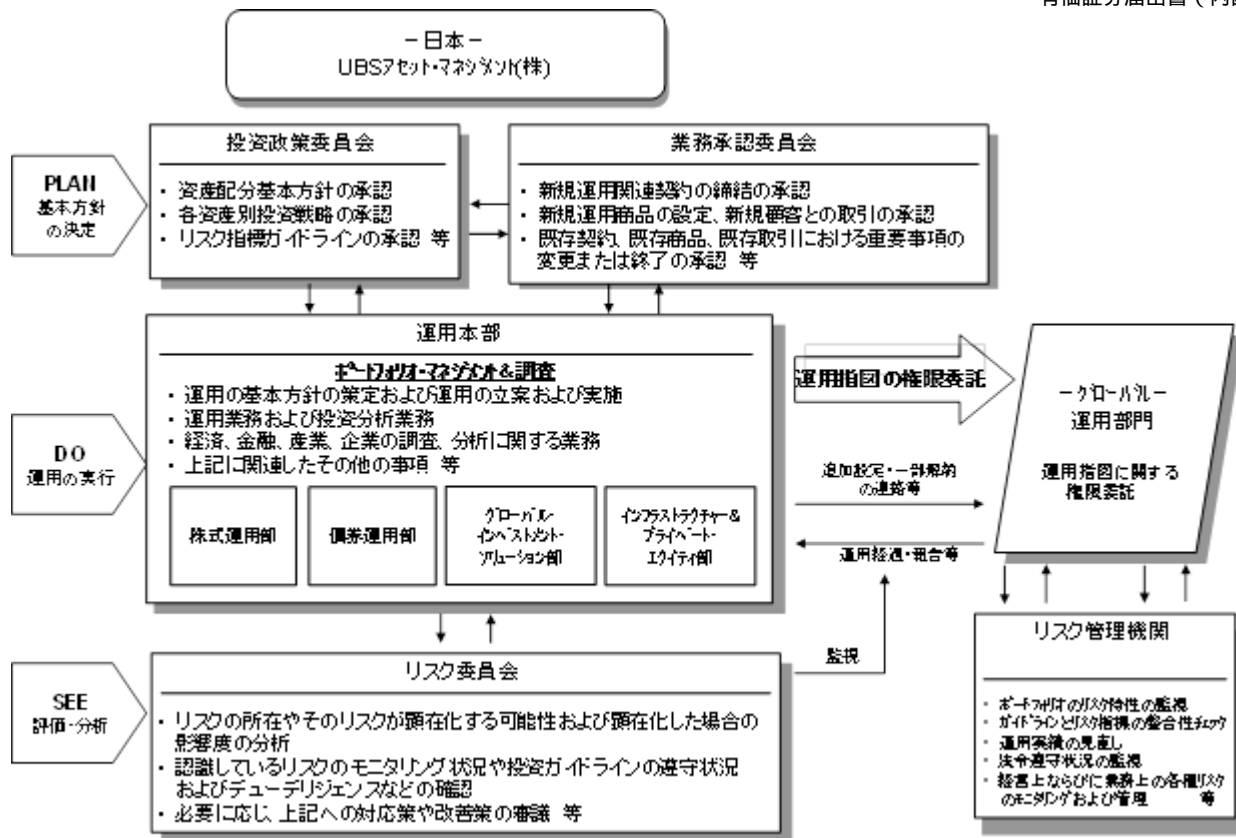 有価証券届出書(内
－日本－
UBSアセット・マネジメント(株)
PLAN
基本方針
の決定
投資政策委員会
・ 資産配分基本方針の承認
・ 各資産別投資戦略の承認
・ リスク指標ガイドラインの承認 等
業務承認委員会
・ 新規運用関連契約の締結の承認
・ 新規運用商品の設定、新規顧客との取引の承認
・ 既存契約、既存商品、既存取引における重要事項の
変更または終了の承認 等
DO
運用の実行
運用本部
ポートフォリオ・マネジメント&調査
・ 運用の基本方針の策定および運用の立案および実施
・ 運用業務および投資分析業務
・ 経済、金融、産業、企業の調査、分析に関する業務
・ 上記に関連したその他の事項 等
株式運用部
債券運用部
グローバル・
インベストメント・
ソリューション部
インフラストラクチャー&
プライベート・
エクイティ部
運用指図の権限委託
追加設定・一部解約
の連絡等
運用経過・報告等
監視
－グローバル－
運用部門
運用指図に関する
権限委託
SEE
評価・分析
リスク委員会
・ リスクの所在やそのリスクが顕在化する可能性および顕在化した場合の
影響度の分析
・ 認識しているリスクのモニタリング状況や投資ガイドラインの遵守状況
およびデューデリジェンスなどの確認
・ 必要に応じ、上記への対応策や改善策の審議 等
リスク管理機関
・ ポートフォリオのリスク特性の監視
・ ガイドラインとリスク指標の整合性チェック
・ 運用実績の見直し
・ 法令遵守状況の監視
・ 経営上ならびに業務上の各種リスク
のモニタリングおよび管理 等